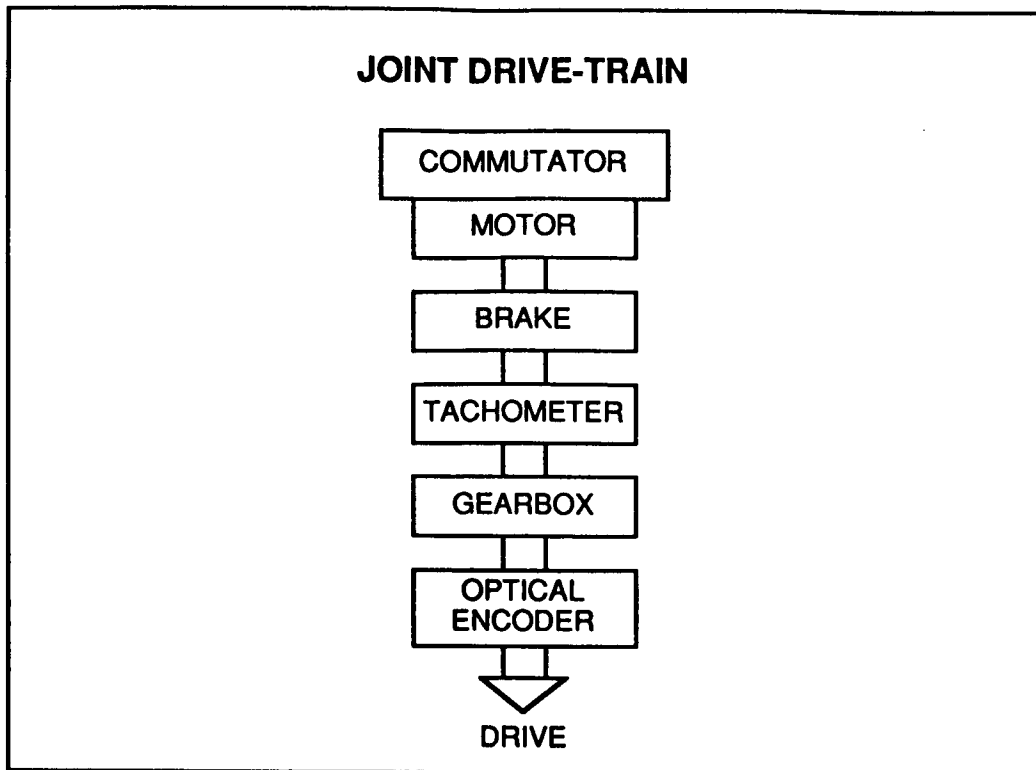 JOINT DRIVE-TRAIN
COMMUTATOR
MOTOR
BRAKE
TACHOMETER
GEARBOX
OPTICAL
ENCODER
DRIVE